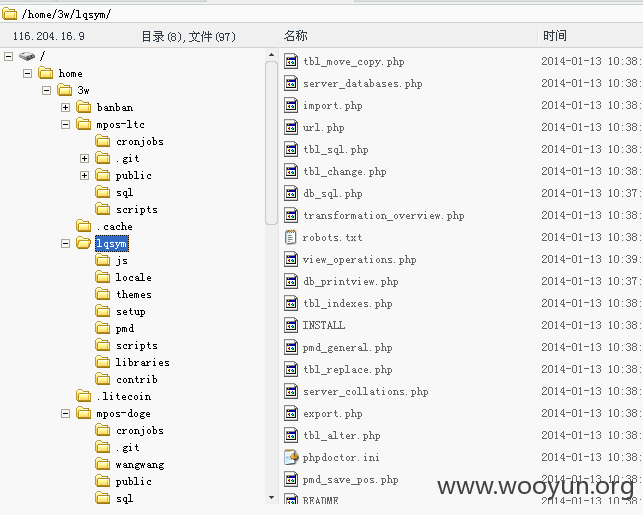 /home/3w/lqsym/
116.204.16.9 目录(8),文件(97)
名称 时间
/
home
3w
banban
mpos-ltc
cronjobs
.git
public
sql
scripts
.cache
lqsym
js
locale
themes
setup
pmd
scripts
libraries
contrib
.litecoin
mpos-doge
cronjobs
.git
wangwang
public
sql
tbl_move_copy.php 2014-01-13 10:38:
server_databases.php 2014-01-13 10:38:
import.php 2014-01-13 10:38:
url.php 2014-01-13 10:38:
tbl_sql.php 2014-01-13 10:38:
tbl_change.php 2014-01-13 10:38:
db_sql.php 2014-01-13 10:37:
transformation_overview.php 2014-01-13 10:38:
robots.txt 2014-01-13 10:38:
view_operations.php 2014-01-13 10:39:
db_printview.php 2014-01-13 10:37:
tbl_indexes.php 2014-01-13 10:38:
INSTALL 2014-01-13 10:38:
pmd_general.php 2014-01-13 10:38:
tbl_replace.php 2014-01-13 10:38:
server_collations.php 2014-01-13 10:38:
export.php 2014-01-13 10:38:
tbl_alter.php 2014-01-13 10:38:
phpdoctor.ini 2014-01-13 10:38:
pmd_save_pos.php 2014-01-13 10:38:
README 2014-01-13 10:38:
www.wooyun.org